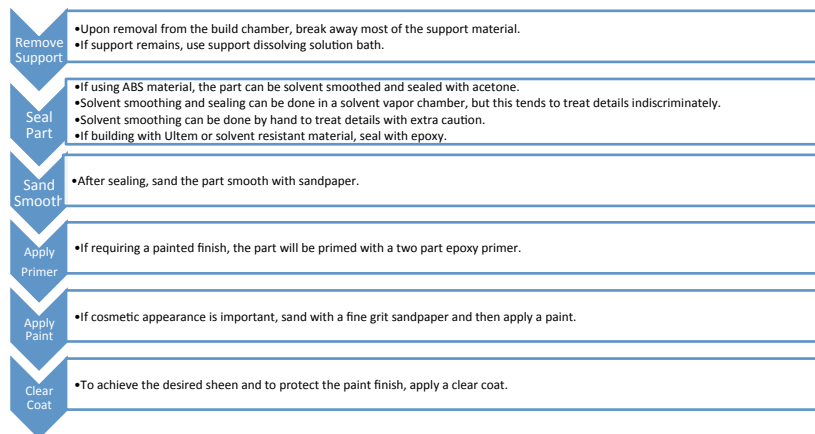 Remove
Support
•Upon removal from the build chamber, break away most of the support material.
•If support remains, use support dissolving solution bath.
Seal
Part
•If using ABS material, the part can be solvent smoothed and sealed with acetone.
•Solvent smoothing and sealing can be done in a solvent vapor chamber, but this tends to treat details indiscriminately.
•Solvent smoothing can be done by hand to treat details with extra caution.
•If building with Ultem or solvent resistant material, seal with epoxy.
Sand
Smooth
•After sealing, sand the part smooth with sandpaper.
Apply
Primer
•If requiring a painted finish, the part will be primed with a two part epoxy primer.
Apply
Paint
•If cosmetic appearance is important, sand with a fine grit sandpaper and then apply a paint.
Clear
Coat
•To achieve the desired sheen and to protect the paint finish, apply a clear coat.